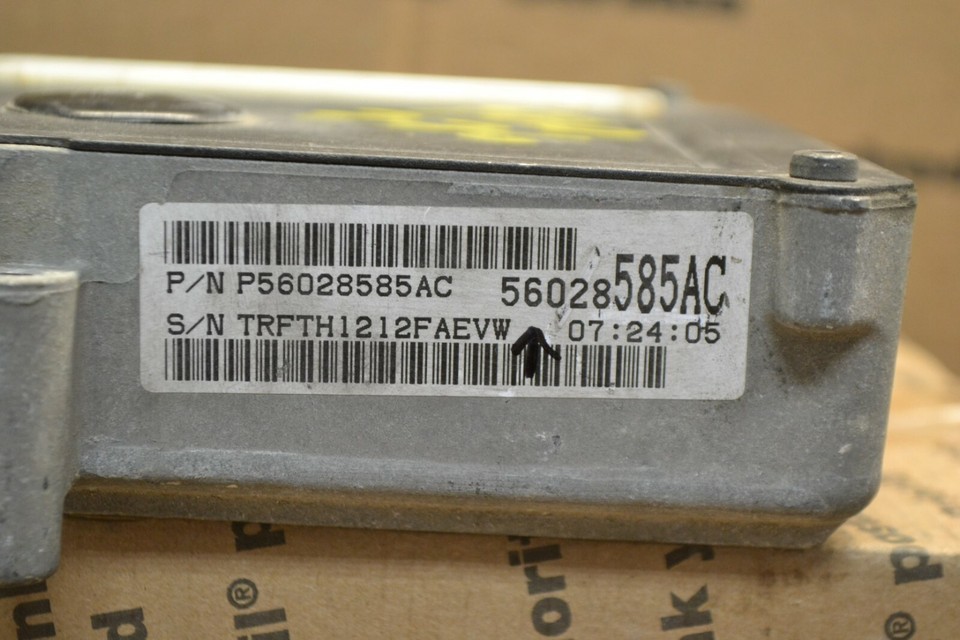 P/N P56028585AC 56028585AC
S/N TRFTH1212FAEVW 07:24:05